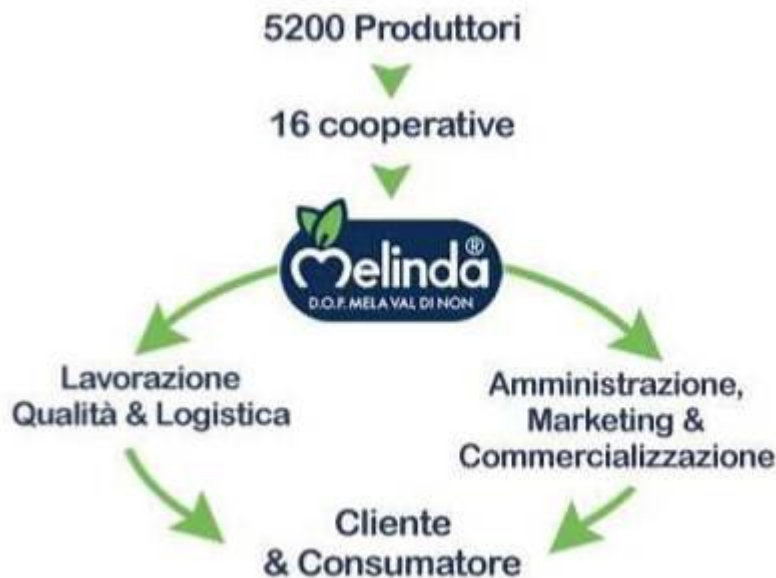 5200 Produttori
16 cooperative
Melinda®
D.O.P. MELA VAL DI NON
Lavorazione
Qualità & Logistica
Amministrazione,
Marketing &
Commercializzazione
Cliente
& Consumatore